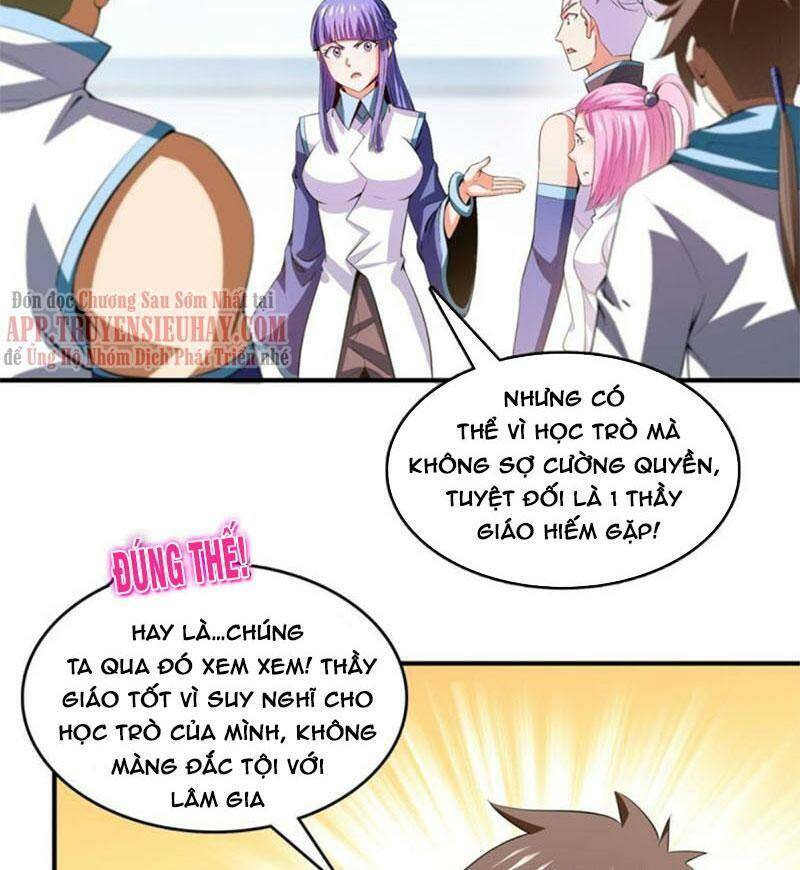 Đón đọc Chương Sau Sớm Nhất tại
APP.TRUYENSIEUHAY.COM
để Ủng Hộ Nhóm Dịch Phát Triển nhé
NHƯNG CÓ
THỂ VÌ HỌC TRÒ MÀ
KHÔNG SỢ CƯỜNG QUYỀN,
TUYỆT ĐỐI LÀ 1 THẦY
GIÁO HIẾM GẶP!
ĐÚNG THẾ!
HAY LÀ...CHÚNG
TA QUA ĐÓ XEM XEM! THẦY
GIÁO TỐT VÌ SUY NGHĨ CHO
HỌC TRÒ CỦA MÌNH, KHÔNG
MÀNG ĐẮC TỘI VỚI
LÂM GIA